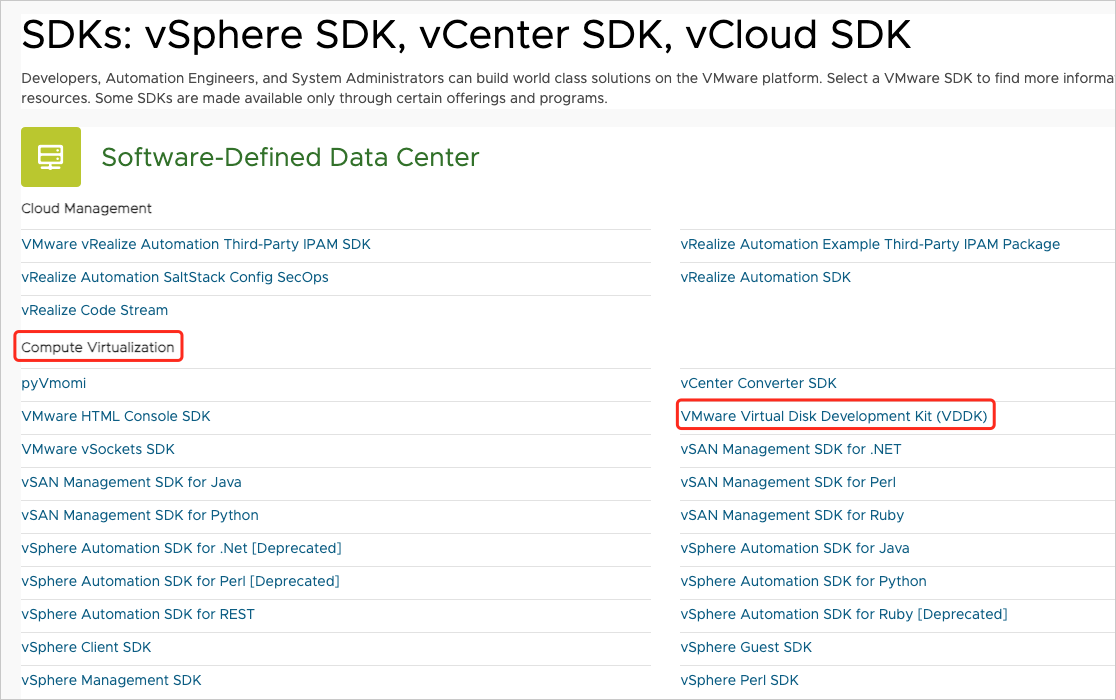 SDKs: vSphere SDK, vCenter SDK, vCloud SDK
Developers, Automation Engineers, and System Administrators can build world class solutions on the VMware platform. Select a VMware SDK to find more informa
resources. Some SDKs are made available only through certain offerings and programs.
Software-Defined Data Center
Cloud Management
VMware vRealize Automation Third-Party IPAM SDK
vRealize Automation Example Third-Party IPAM Package
vRealize Automation SaltStack Config SecOps
vRealize Automation SDK
vRealize Code Stream
Compute Virtualization
pyVmomi
vCenter Converter SDK
VMware HTML Console SDK
VMware Virtual Disk Development Kit (VDDK)
VMware vSockets SDK
vSAN Management SDK for .NET
vSAN Management SDK for Java
vSAN Management SDK for Perl
vSAN Management SDK for Python
vSAN Management SDK for Ruby
vSphere Automation SDK for .Net [Deprecated]
vSphere Automation SDK for Java
vSphere Automation SDK for Perl [Deprecated]
vSphere Automation SDK for Python
vSphere Automation SDK for REST
vSphere Automation SDK for Ruby [Deprecated]
vSphere Client SDK
vSphere Guest SDK
vSphere Management SDK
vSphere Perl SDK